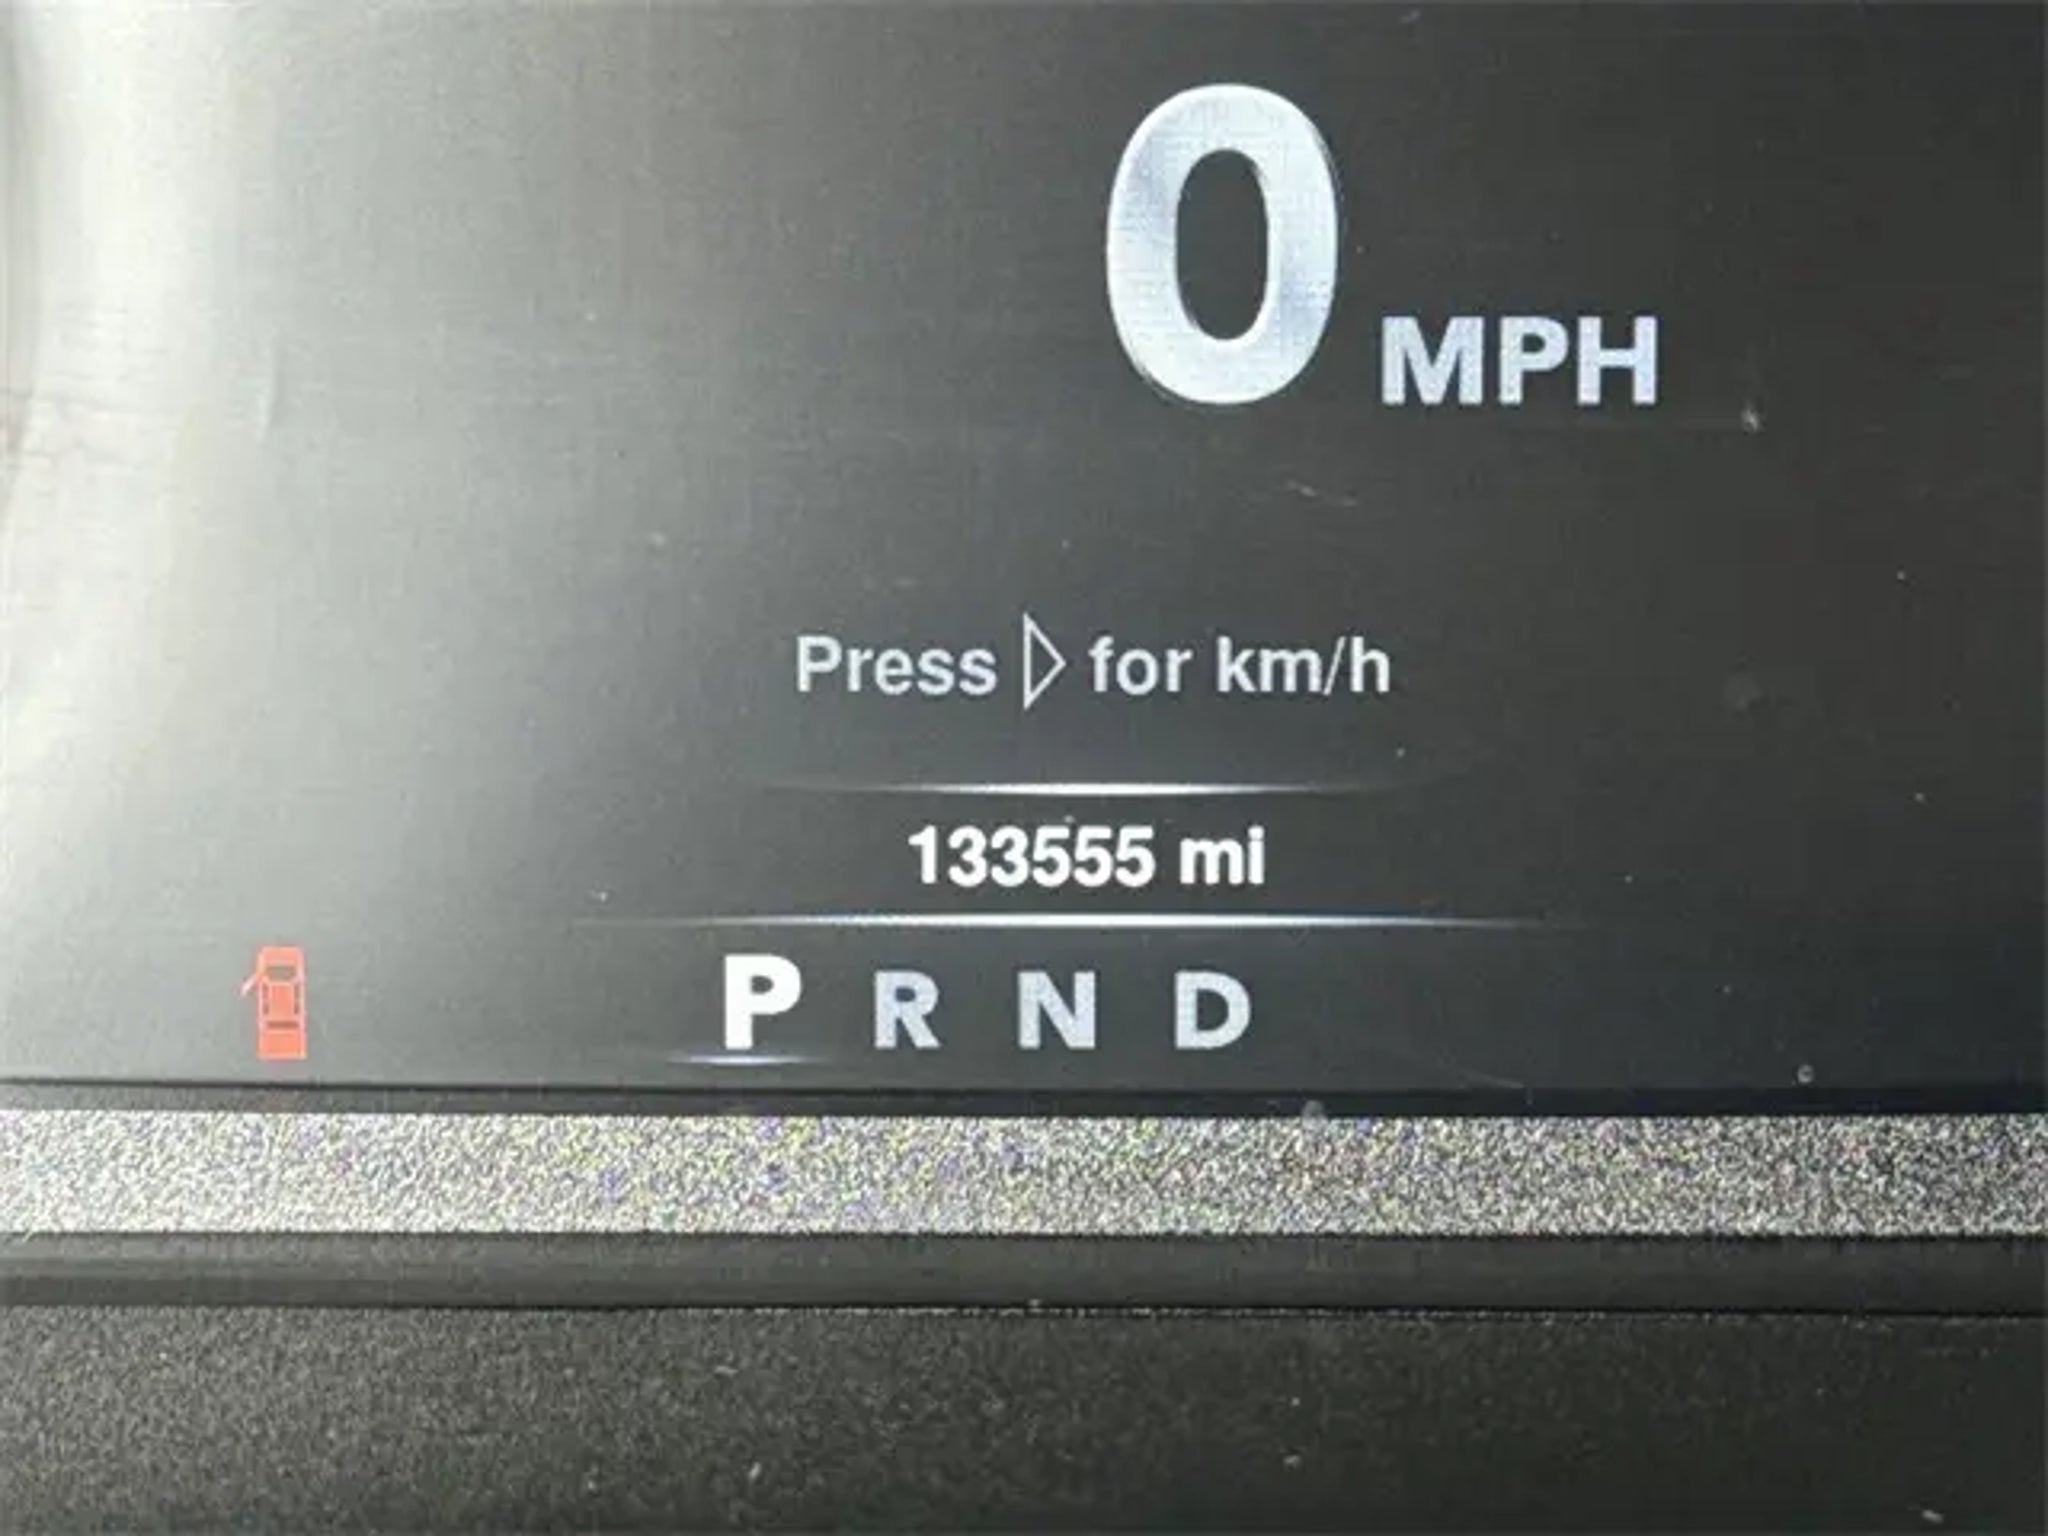 0 MPH
Press ▷ for km/h
133555 mi
P R N D